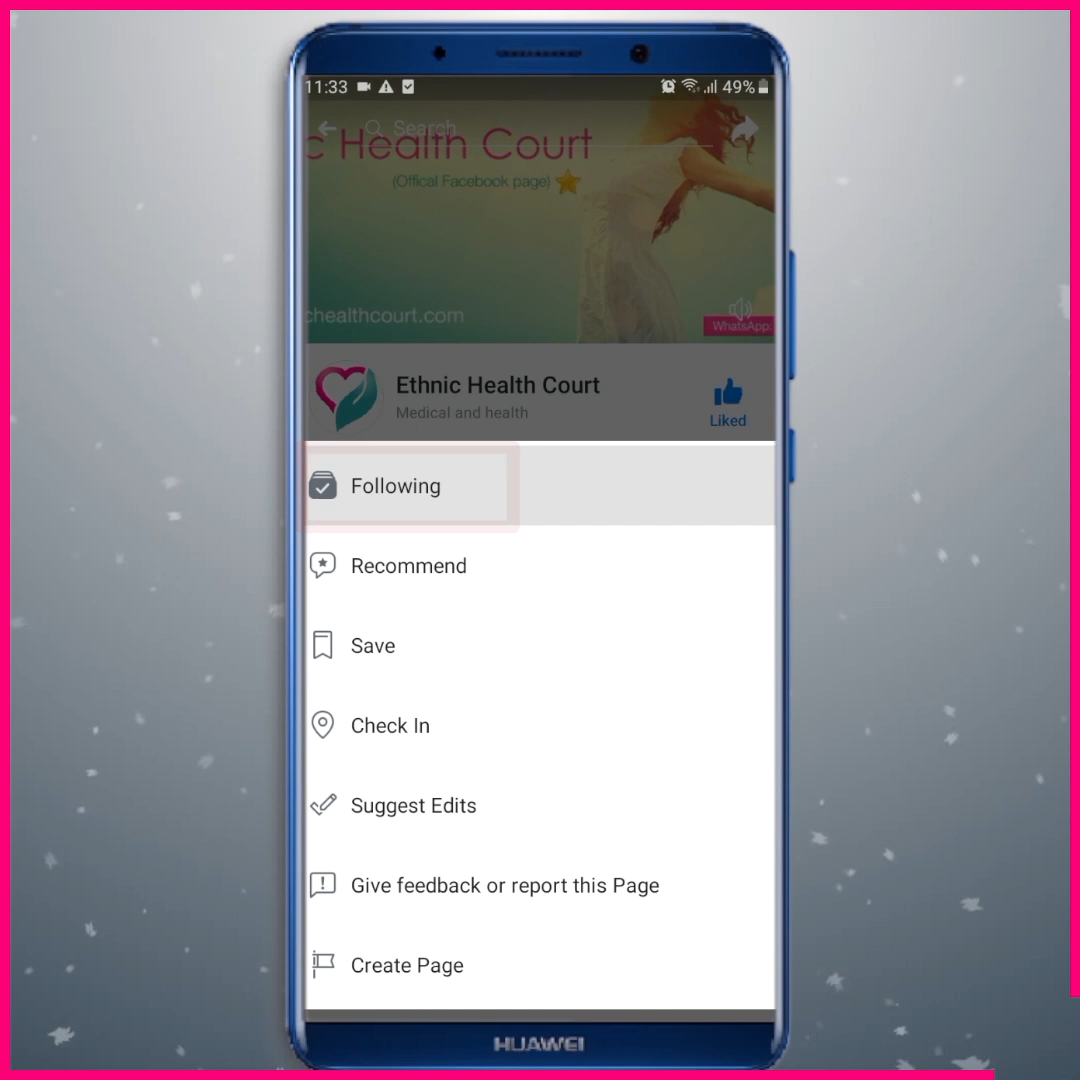 11:33
49%
Search
c Health Court
(Offical Facebook page)
chealthcourt.com
WhatsApp:
Ethnic Health Court
Medical and health
Liked
Following
Recommend
Save
Check In
Suggest Edits
Give feedback or report this Page
Create Page
HUAWEI